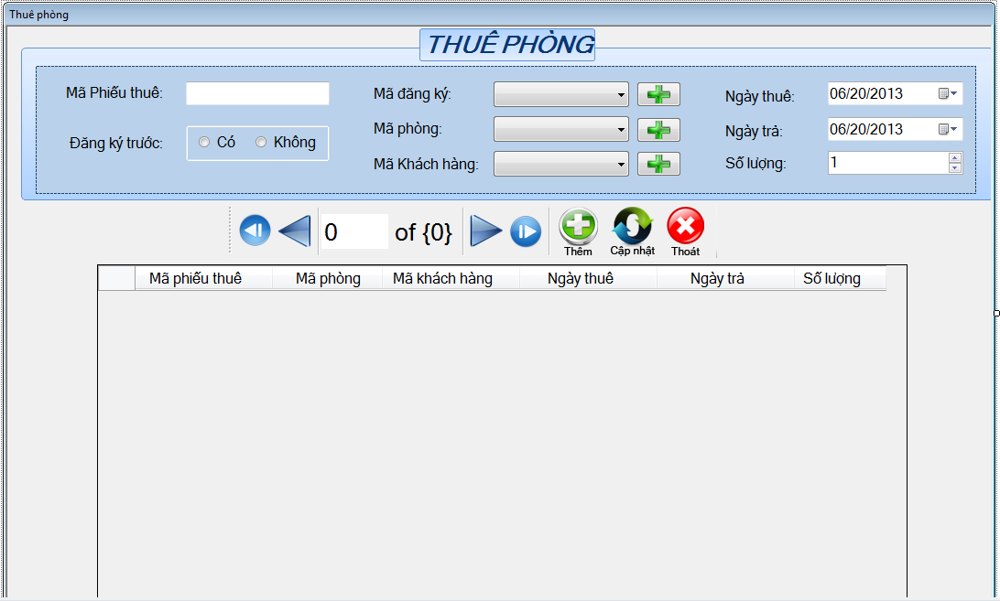 Thuê phòng
THUÊ PHÒNG
Mã Phiếu thuê:
Đăng ký trước:
Có
Không
Mã đăng ký:
Mã phòng:
Mã Khách hàng:
Ngày thuê:
06/20/2013
Ngày trả:
06/20/2013
Số lượng:
1
0
of {0}
Thêm
Cập nhật
Thoát
Mã phiếu thuê
Mã phòng
Mã khách hàng
Ngày thuê
Ngày trả
Số lượng